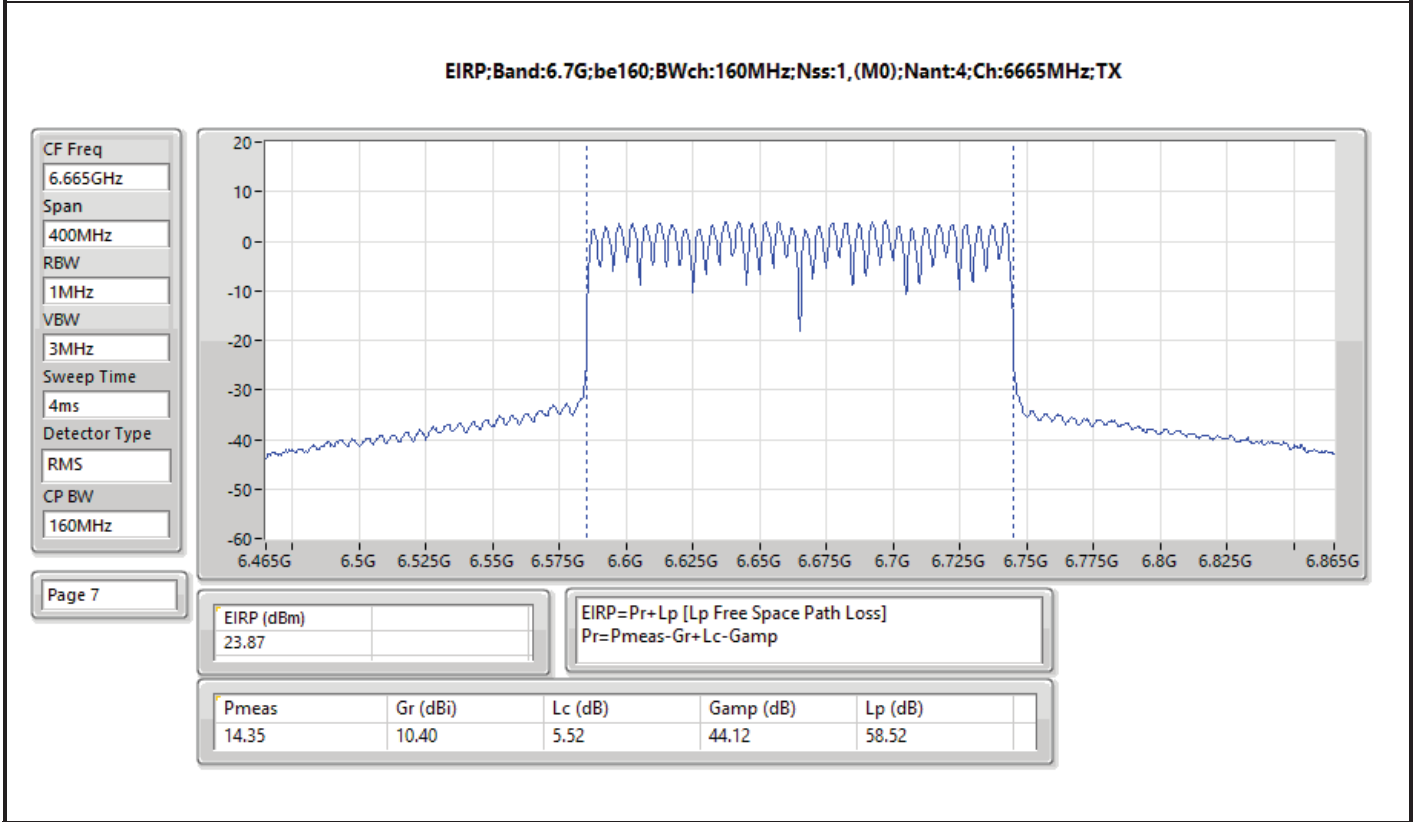 EIRP;Band:6.7G;be160;BWch:160MHz;Nss:1,(M0);Nant:4;Ch:6665MHz;TX
CF Freq
6.665GHz
Span
400MHz
RBW
1MHz
VBW
3MHz
Sweep Time
4ms
Detector Type
RMS
CP BW
160MHz
Page 7
20
10
0
-10
-20
-30
-40
-50
-60
6.465G 6.5G 6.525G 6.55G 6.575G 6.6G 6.625G 6.65G 6.675G 6.7G 6.725G 6.75G 6.775G 6.8G 6.825G 6.865G
EIRP (dBm)
23.87
EIRP=Pr+Lp [Lp Free Space Path Loss]
Pr=Pmeas-Gr+Lc-Gamp
Pmeas Gr (dBi) Lc (dB) Gamp (dB) Lp (dB)
14.35 10.40 5.52 44.12 58.52